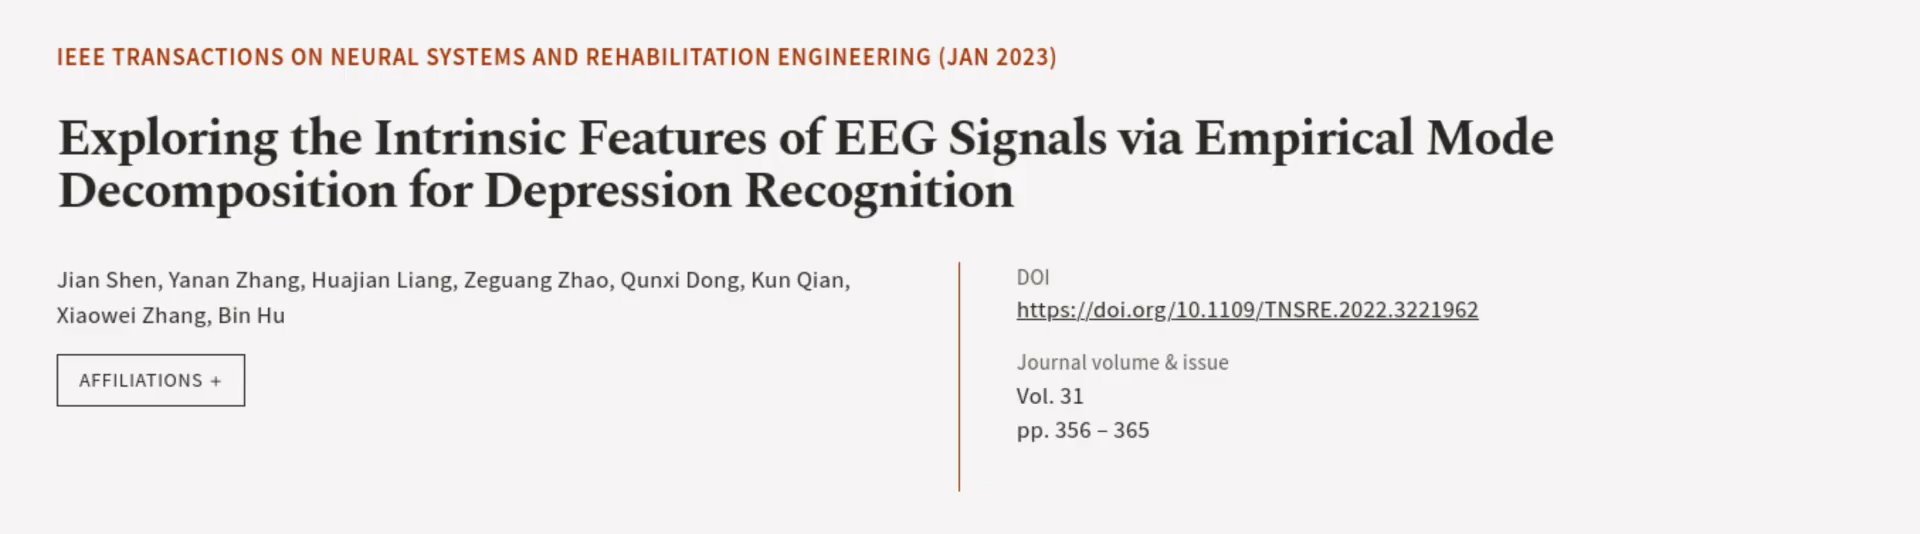 IEEE TRANSACTIONS ON NEURAL SYSTEMS AND REHABILITATION ENGINEERING (JAN 2023)
Exploring the Intrinsic Features of EEG Signals via Empirical Mode
Decomposition for Depression Recognition
Jian Shen, Yanan Zhang, Huajian Liang, Zeguang Zhao, Qunxi Dong, Kun Qian,
Xiaowei Zhang, Bin Hu
AFFILIATIONS +
DOI
https://doi.org/10.1109/TNSRE.2022.3221962
Journal volume & issue
Vol. 31
pp. 356 – 365